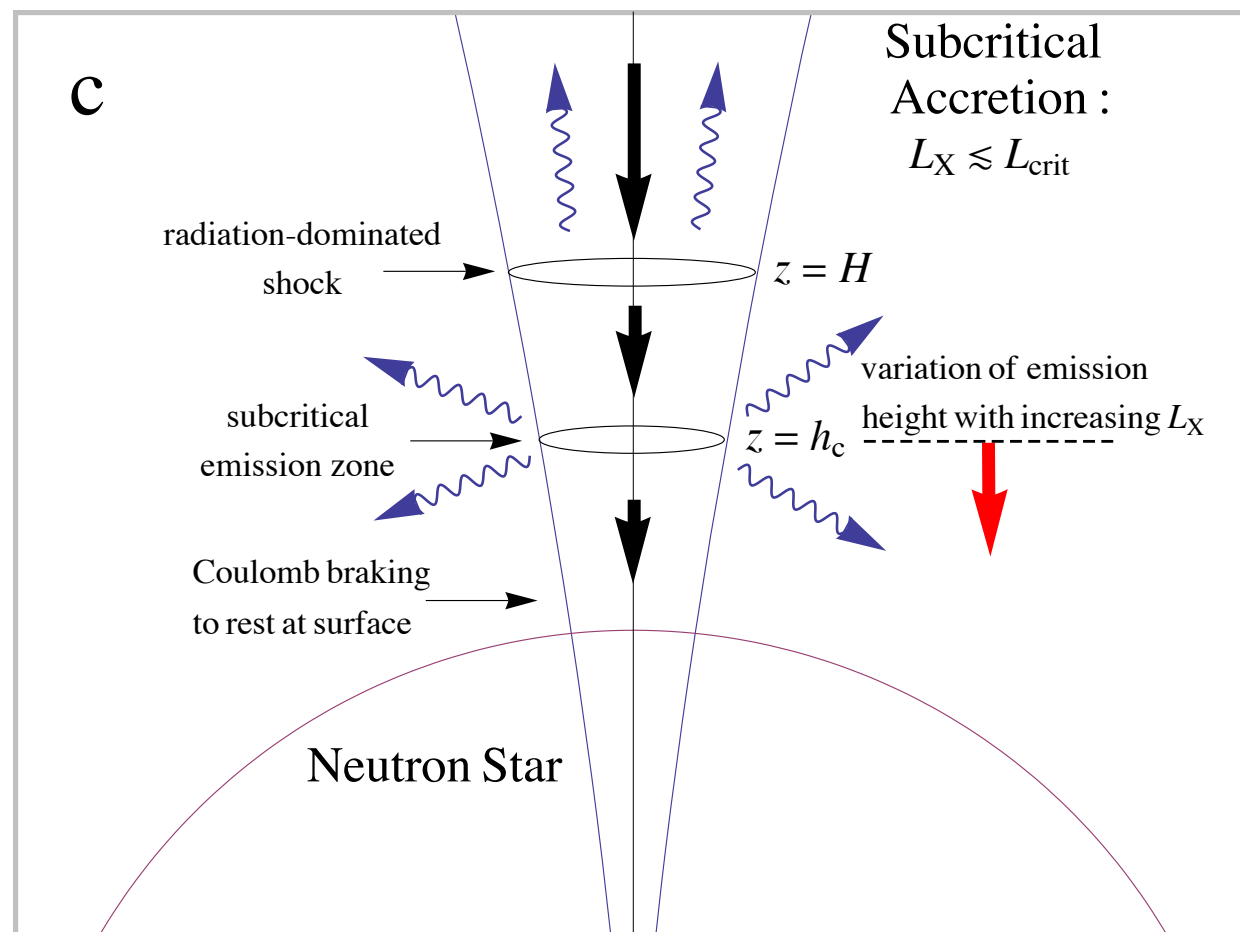 c
Subcritical
Accretion :
L_X ≲ L_crit
radiation-dominated
shock
z = H
variation of emission
height with increasing L_X
subcritical
emission zone
z = h_c
Coulomb braking
to rest at surface
Neutron Star